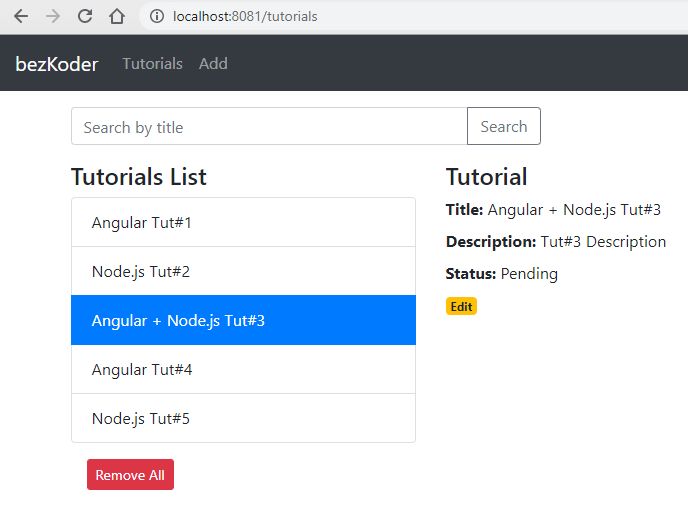 localhost:8081/tutorials
bezKoder Tutorials Add
Search by title Search
Tutorials List
Angular Tut#1
Node.js Tut#2
Angular + Node.js Tut#3
Angular Tut#4
Node.js Tut#5
Remove All
Tutorial
Title: Angular + Node.js Tut#3
Description: Tut#3 Description
Status: Pending
Edit